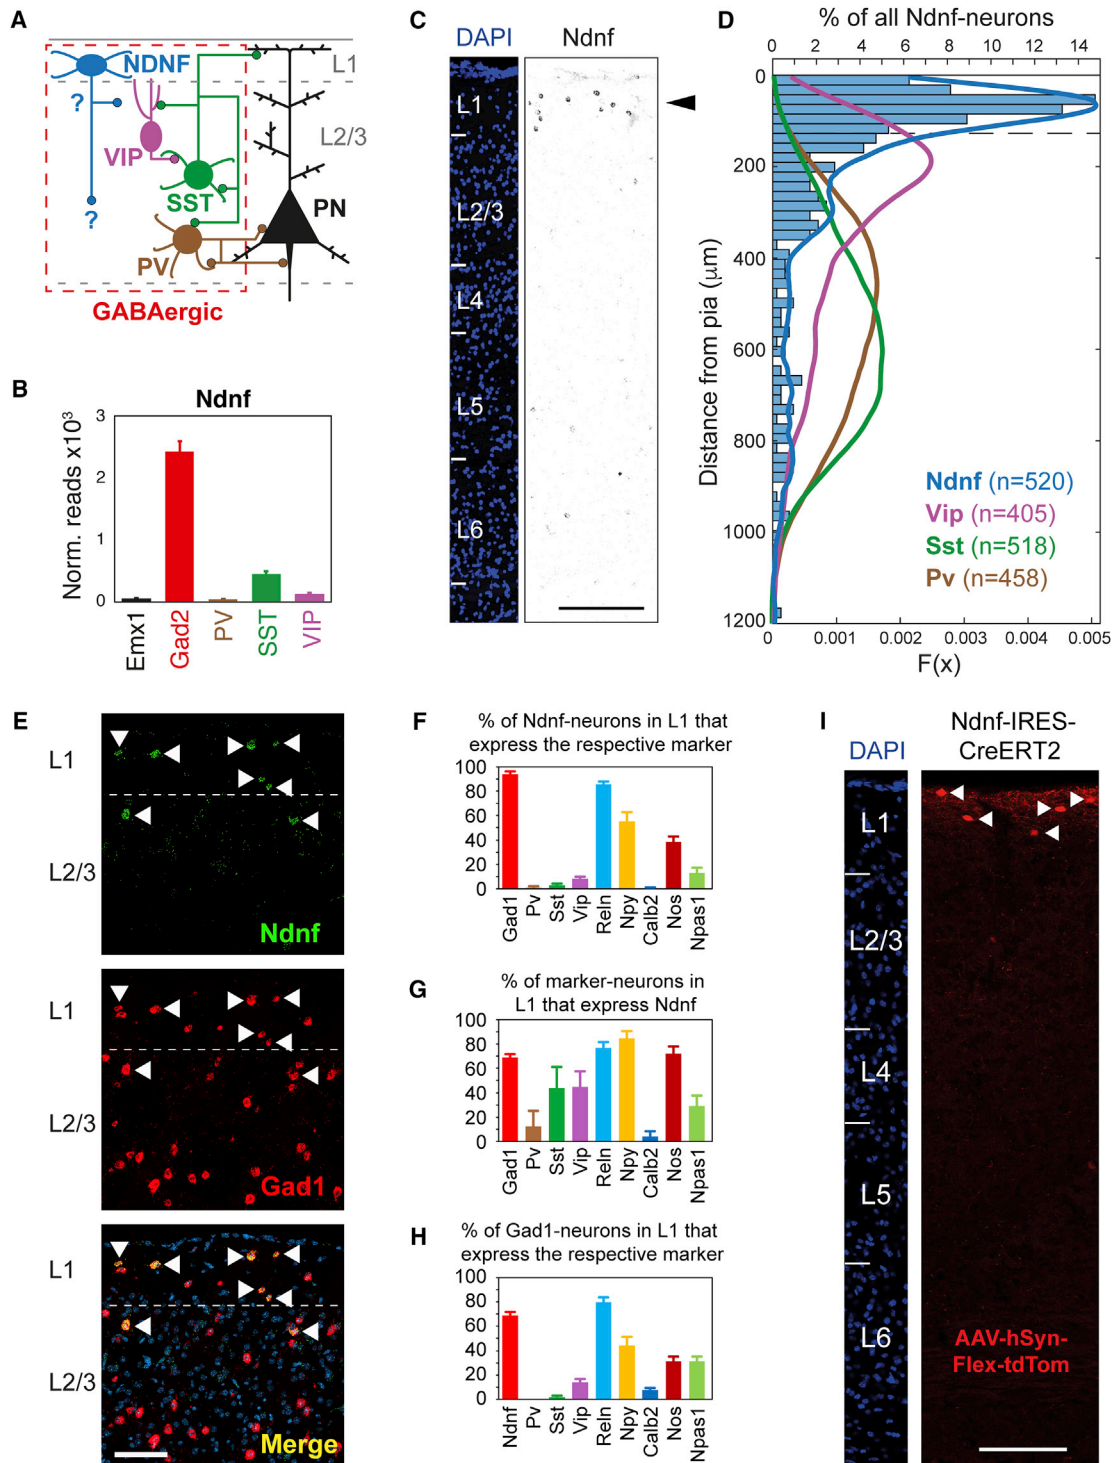 A
NDNF
L1
?
L2/3
VIP
SST
PN
?
PV
GABAergic
B
Ndnf
Norm. reads x10³
3
2
1
0
Emx1
Gad2
PV
SST
VIP
C
DAPI
Ndnf
L1
L2/3
L4
L5
L6
D
% of all Ndnf-neurons
0 2 4 6 8 10 12 14
Distance from pia (μm)
0
200
400
600
800
1000
1200
Ndnf (n=520)
Vip (n=405)
Sst (n=518)
Pv (n=458)
0 0.001 0.002 0.003 0.004 0.005
F(x)
E
L1
L2/3
Ndnf
L1
L2/3
Gad1
L1
L2/3
Merge
F
% of Ndnf-neurons in L1 that
express the respective marker
100
80
60
40
20
0
Gad1
Pv
Sst
Vip
Reln
Npy
Calb2
Nos
Npas1
G
% of marker-neurons in
L1 that express Ndnf
100
80
60
40
20
0
Gad1
Pv
Sst
Vip
Reln
Npy
Calb2
Nos
Npas1
H
% of Gad1-neurons in L1 that
express the respective marker
100
80
60
40
20
0
Ndnf
Pv
Sst
Vip
Reln
Npy
Calb2
Nos
Npas1
I
DAPI
Ndnf-IRES-
CreERT2
L1
L2/3
L4
L5
L6
AAV-hSyn-
Flex-tdTom